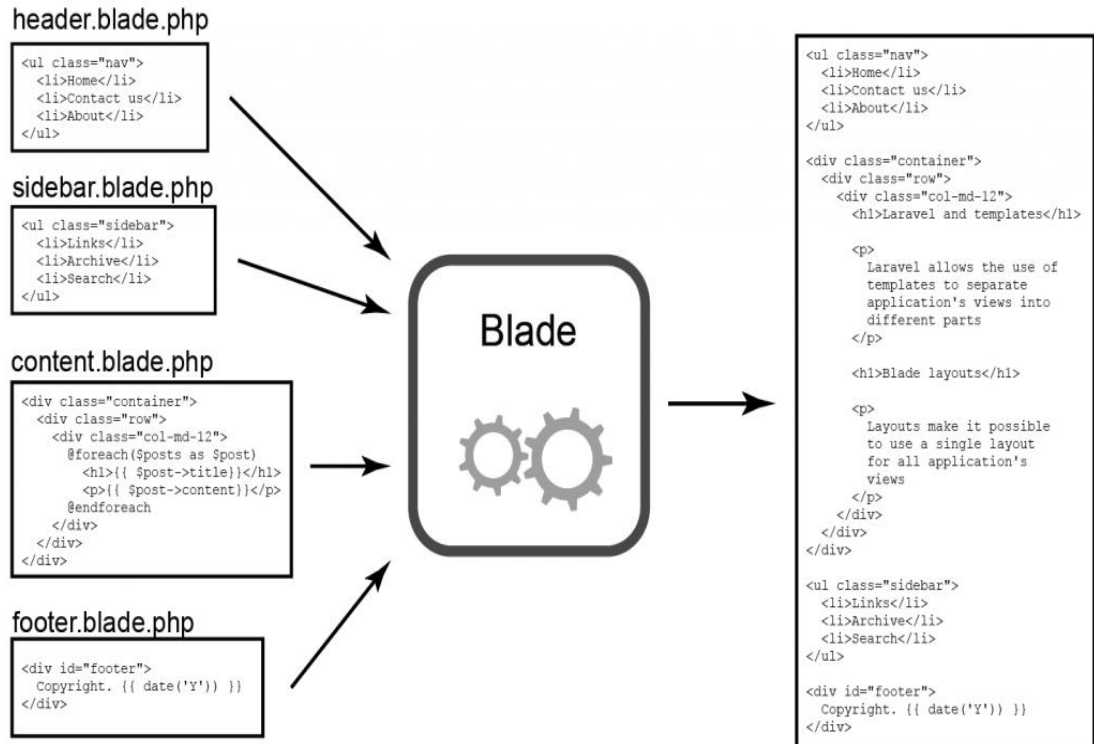 header.blade.php
<ul class="nav">
  <li>Home</li>
  <li>Contact us</li>
  <li>About</li>
</ul>
sidebar.blade.php
<ul class="sidebar">
  <li>Links</li>
  <li>Archive</li>
  <li>Search</li>
</ul>
content.blade.php
<div class="container">
  <div class="row">
    <div class="col-md-12">
      @foreach($posts as $post)
        <h1>{{ $post->title}}</h1>
        <p>{{ $post->content}}</p>
      @endforeach
    </div>
  </div>
</div>
footer.blade.php
<div id="footer">
  Copyright. {{ date('Y')) }}
</div>
Blade
<ul class="nav">
  <li>Home</li>
  <li>Contact us</li>
  <li>About</li>
</ul>
<div class="container">
  <div class="row">
    <div class="col-md-12">
      <h1>Laravel and templates</h1>
      <p>
        Laravel allows the use of
        templates to separate
        application's views into
        different parts
      </p>
      <h1>Blade layouts</h1>
      <p>
        Layouts make it possible
        to use a single layout
        for all application's
        views
      </p>
    </div>
  </div>
</div>
<ul class="sidebar">
  <li>Links</li>
  <li>Archive</li>
  <li>Search</li>
</ul>
<div id="footer">
  Copyright. {{ date('Y')) }}
</div>